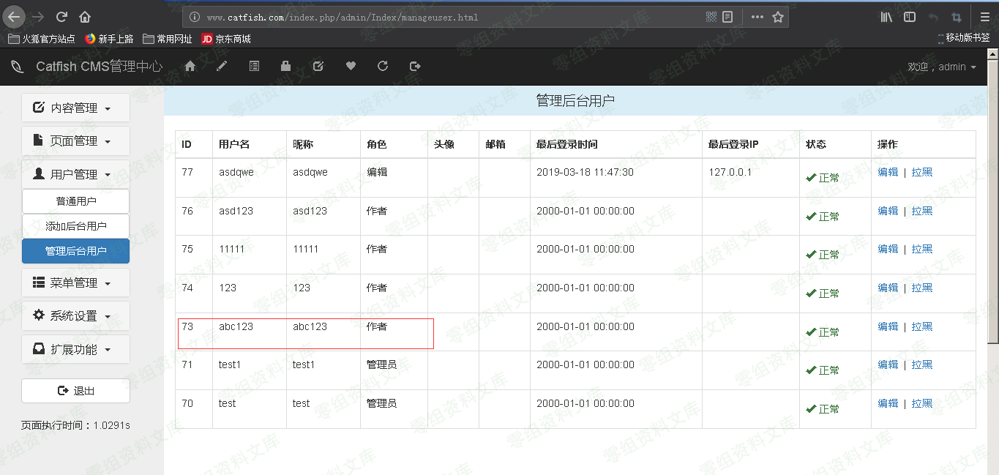 www.catfish.com/index.php/admin/Index/manageuser.html
火狐官方站点 新手上路 常用网址 JD 京东商城 移动版书签
Catfish CMS管理中心 欢迎，admin
内容管理
页面管理
用户管理
普通用户
添加后台用户
管理后台用户
菜单管理
系统设置
扩展功能
退出
页面执行时间：1.0291s
管理后台用户
ID 用户名 昵称 角色 头像 邮箱 最后登录时间 最后登录IP 状态 操作
77 asdqwe asdqwe 编辑 2019-03-18 11:47:30 127.0.0.1 正常 编辑 | 拉黑
76 asd123 asd123 作者 2000-01-01 00:00:00 正常 编辑 | 拉黑
75 11111 11111 作者 2000-01-01 00:00:00 正常 编辑 | 拉黑
74 123 123 作者 2000-01-01 00:00:00 正常 编辑 | 拉黑
73 abc123 abc123 作者 2000-01-01 00:00:00 正常 编辑 | 拉黑
71 test1 test1 管理员 2000-01-01 00:00:00 正常 编辑 | 拉黑
70 test test 管理员 2000-01-01 00:00:00 正常 编辑 | 拉黑
零组资料文库